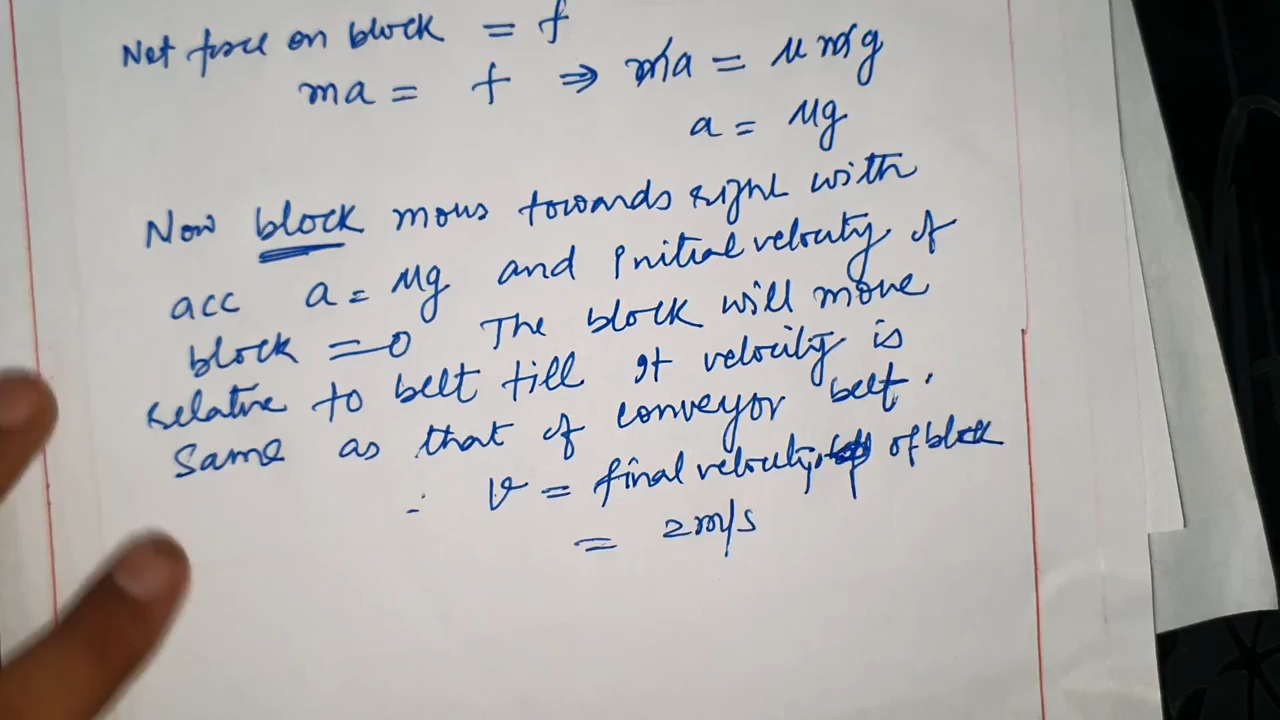 Net force on block = f
ma = f ⇒ ma = μmg
a = μg
Now block moves towards right with
acc a = μg and Initial velocity of
block = 0 The block will move
relative to belt till It velocity is
Same as that of conveyor belt.
∴ v = final velocity of block
= 2m/s